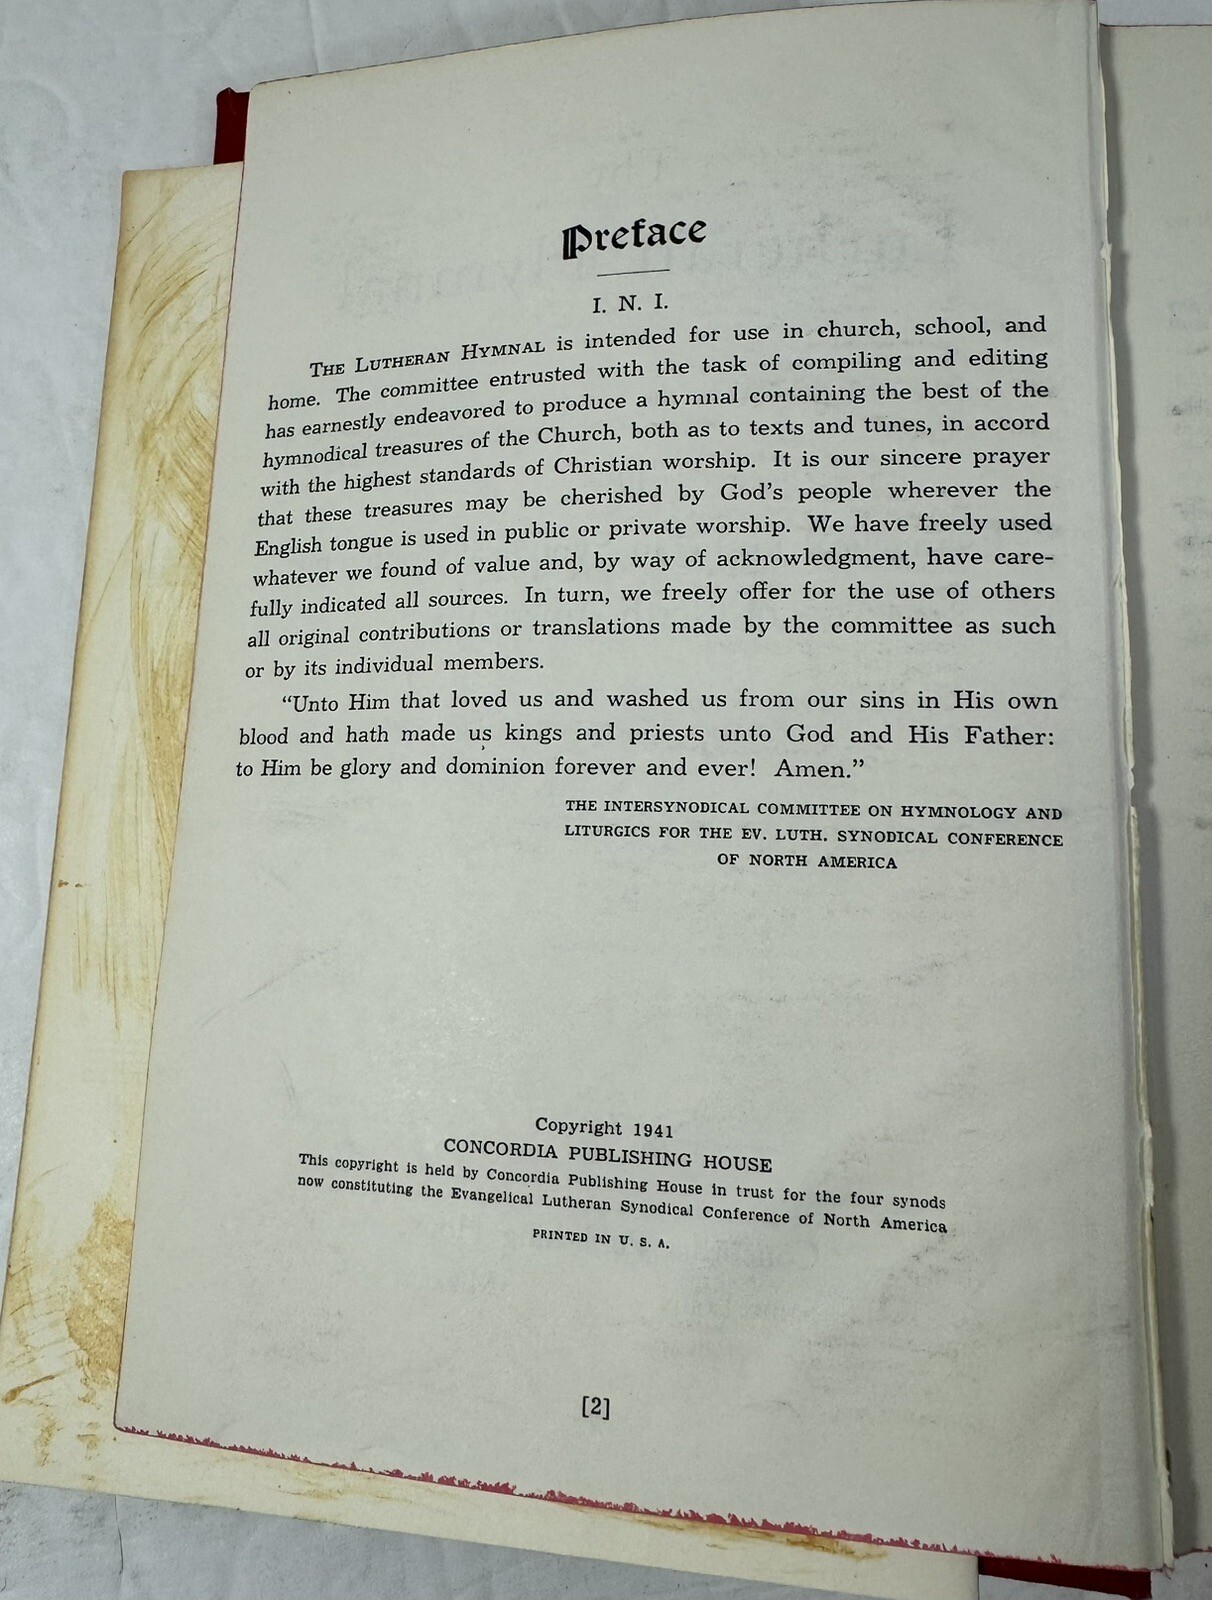 Preface
I. N. I.
THE LUTHERAN HYMNAL is intended for use in church, school, and
home. The committee entrusted with the task of compiling and editing
has earnestly endeavored to produce a hymnal containing the best of the
hymnodical treasures of the Church, both as to texts and tunes, in accord
with the highest standards of Christian worship. It is our sincere prayer
that these treasures may be cherished by God's people wherever the
English tongue is used in public or private worship. We have freely used
whatever we found of value and, by way of acknowledgment, have care-
fully indicated all sources. In turn, we freely offer for the use of others
all original contributions or translations made by the committee as such
or by its individual members.
“Unto Him that loved us and washed us from our sins in His own
blood and hath made us kings and priests unto God and His Father:
to Him be glory and dominion forever and ever! Amen.”
THE INTERSYNODICAL COMMITTEE ON HYMNOLOGY AND
LITURGICS FOR THE EV. LUTH. SYNODICAL CONFERENCE
OF NORTH AMERICA
Copyright 1941
CONCORDIA PUBLISHING HOUSE
This copyright is held by Concordia Publishing House in trust for the four synods
now constituting the Evangelical Lutheran Synodical Conference of North America
PRINTED IN U. S. A.
[2]